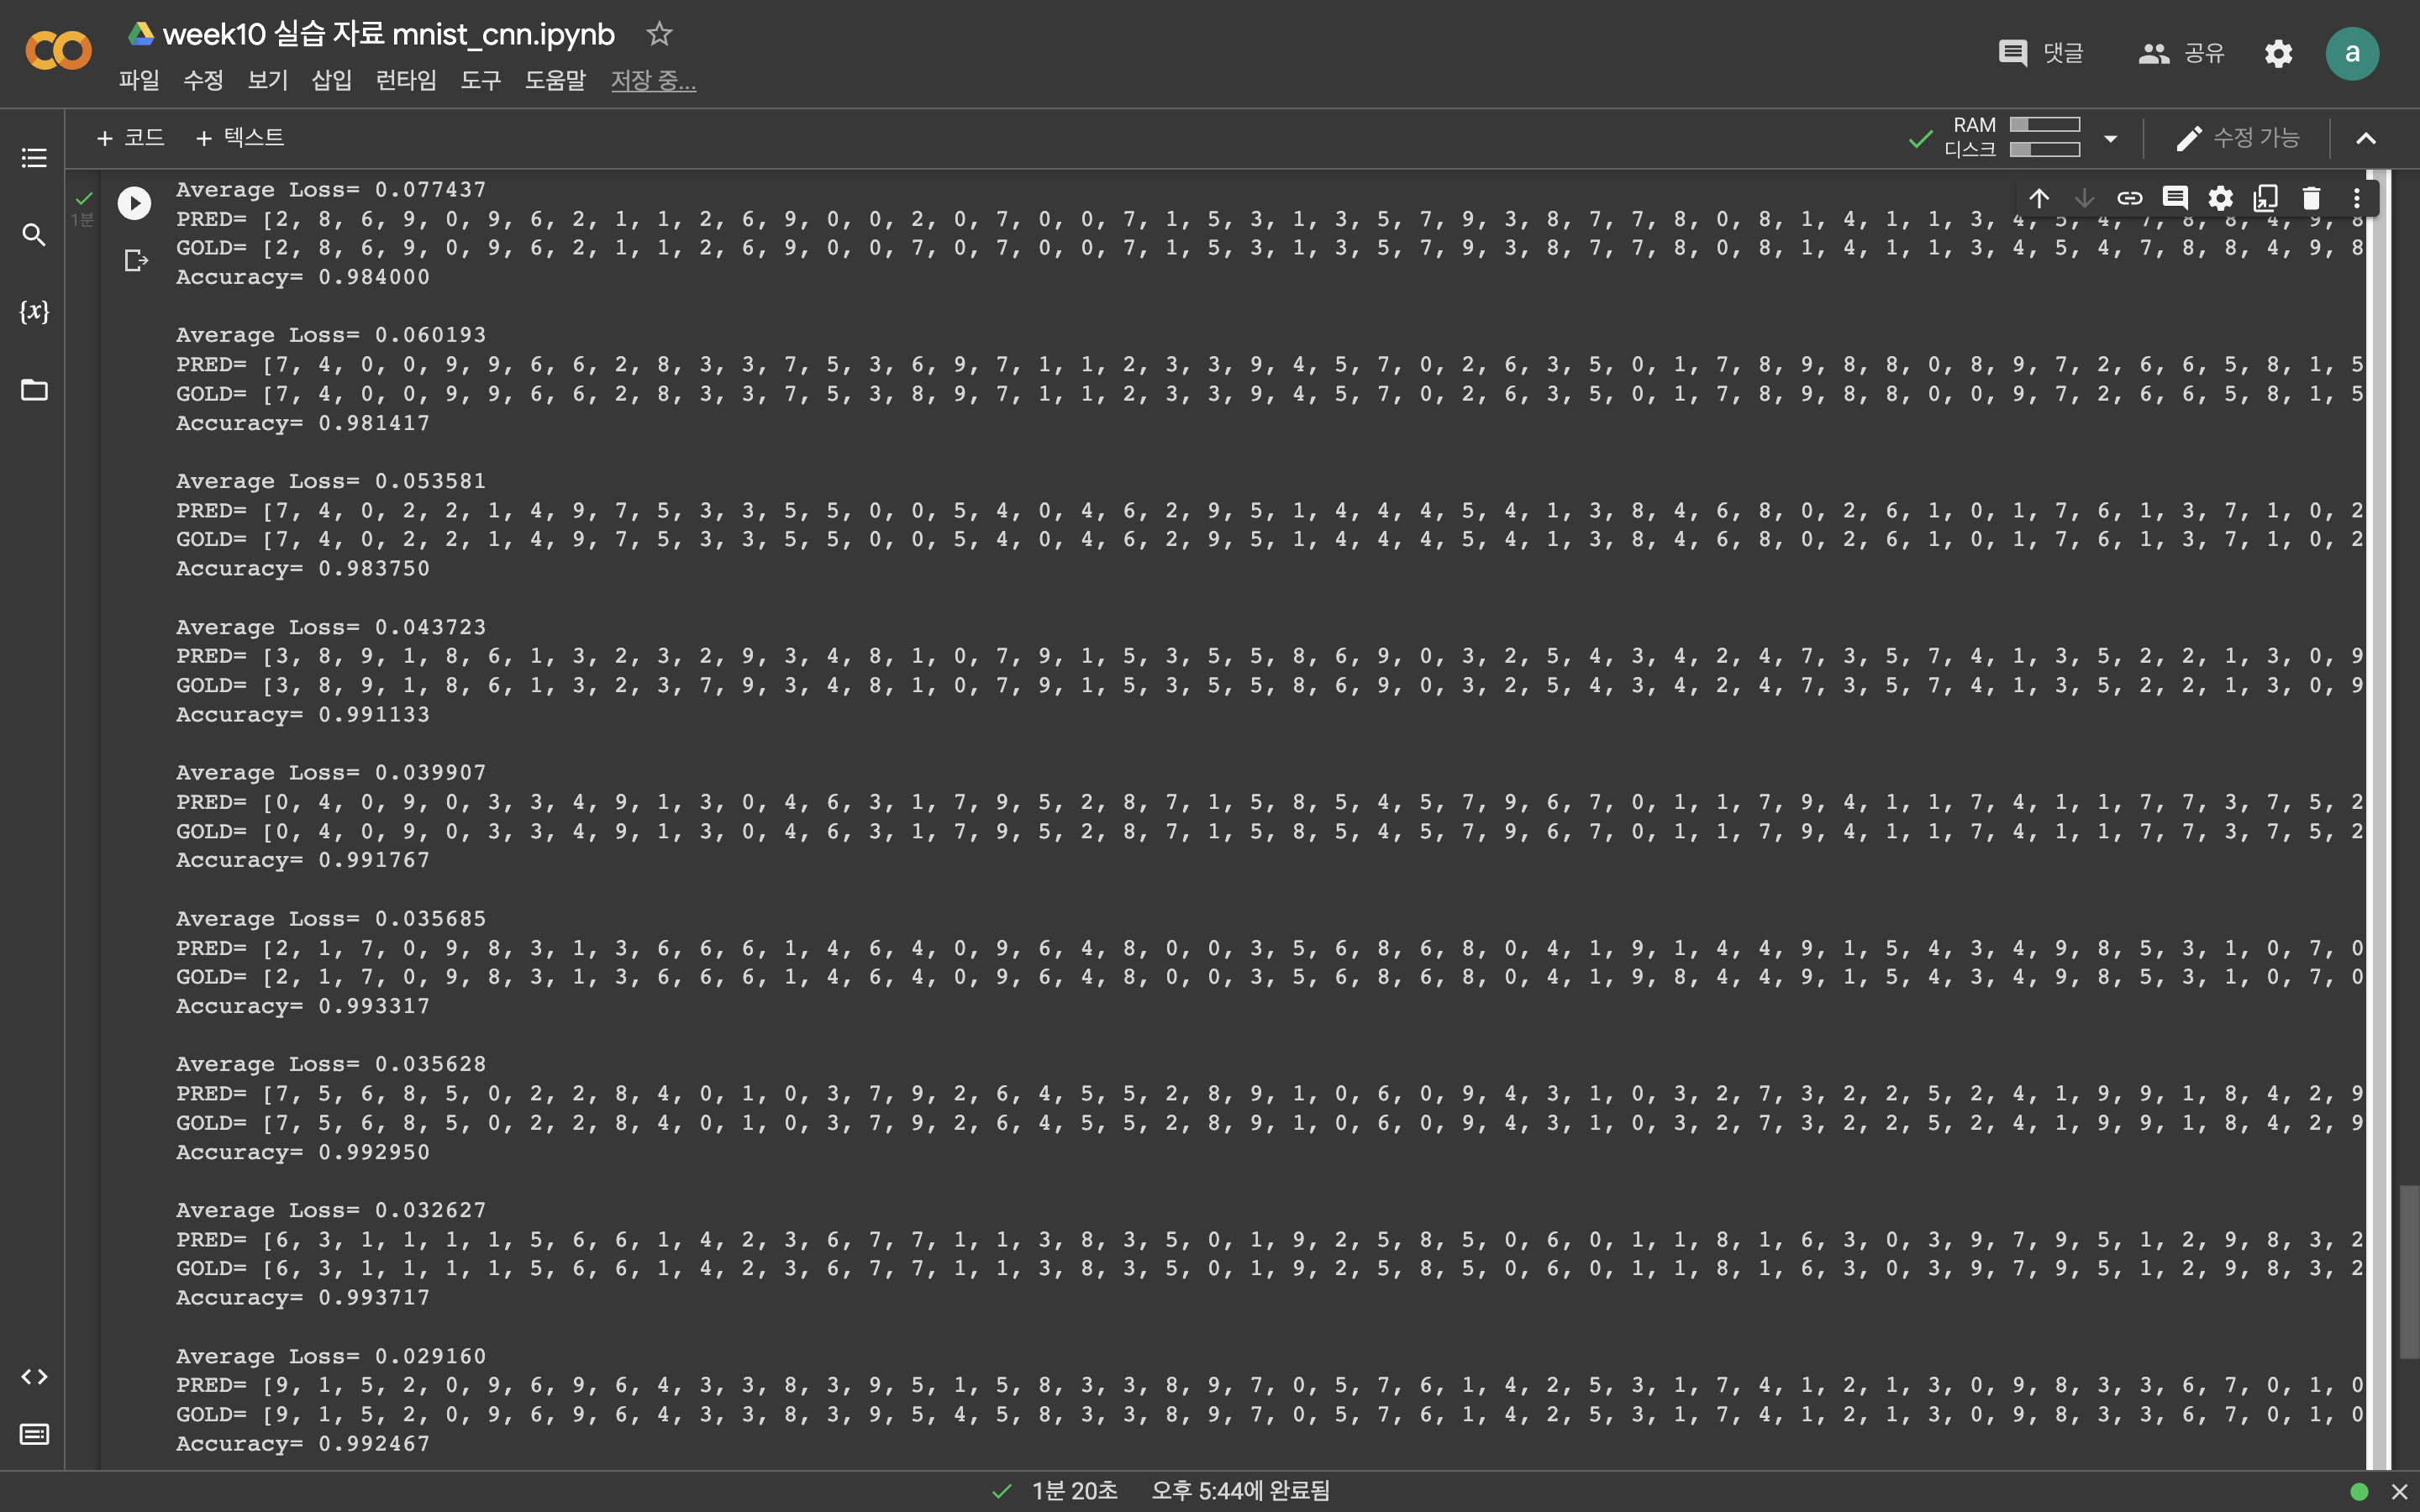 week10 실습 자료 mnist_cnn.ipynb
댓글 공유 a
파일 수정 보기 삽입 런타임 도구 도움말 저장 중...
+ 코드 + 텍스트
RAM
디스크
수정 가능
1분
{x}
Average Loss= 0.077437
PRED= [2, 8, 6, 9, 0, 9, 6, 2, 1, 1, 2, 6, 9, 0, 0, 2, 0, 7, 0, 0, 7, 1, 5, 3, 1, 3, 5, 7, 9, 3, 8, 7, 7, 8, 0, 8, 1, 4, 1, 1, 3, 4, 5, 4, 7, 8, 8, 4, 9, 8
GOLD= [2, 8, 6, 9, 0, 9, 6, 2, 1, 1, 2, 6, 9, 0, 0, 7, 0, 7, 0, 0, 7, 1, 5, 3, 1, 3, 5, 7, 9, 3, 8, 7, 7, 8, 0, 8, 1, 4, 1, 1, 3, 4, 5, 4, 7, 8, 8, 4, 9, 8
Accuracy= 0.984000
Average Loss= 0.060193
PRED= [7, 4, 0, 0, 9, 9, 6, 6, 2, 8, 3, 3, 7, 5, 3, 6, 9, 7, 1, 1, 2, 3, 3, 9, 4, 5, 7, 0, 2, 6, 3, 5, 0, 1, 7, 8, 9, 8, 8, 0, 8, 9, 7, 2, 6, 6, 5, 8, 1, 5
GOLD= [7, 4, 0, 0, 9, 9, 6, 6, 2, 8, 3, 3, 7, 5, 3, 8, 9, 7, 1, 1, 2, 3, 3, 9, 4, 5, 7, 0, 2, 6, 3, 5, 0, 1, 7, 8, 9, 8, 8, 0, 0, 9, 7, 2, 6, 6, 5, 8, 1, 5
Accuracy= 0.981417
Average Loss= 0.053581
PRED= [7, 4, 0, 2, 2, 1, 4, 9, 7, 5, 3, 3, 5, 5, 0, 0, 5, 4, 0, 4, 6, 2, 9, 5, 1, 4, 4, 4, 5, 4, 1, 3, 8, 4, 6, 8, 0, 2, 6, 1, 0, 1, 7, 6, 1, 3, 7, 1, 0, 2
GOLD= [7, 4, 0, 2, 2, 1, 4, 9, 7, 5, 3, 3, 5, 5, 0, 0, 5, 4, 0, 4, 6, 2, 9, 5, 1, 4, 4, 4, 5, 4, 1, 3, 8, 4, 6, 8, 0, 2, 6, 1, 0, 1, 7, 6, 1, 3, 7, 1, 0, 2
Accuracy= 0.983750
Average Loss= 0.043723
PRED= [3, 8, 9, 1, 8, 6, 1, 3, 2, 3, 2, 9, 3, 4, 8, 1, 0, 7, 9, 1, 5, 3, 5, 5, 8, 6, 9, 0, 3, 2, 5, 4, 3, 4, 2, 4, 7, 3, 5, 7, 4, 1, 3, 5, 2, 2, 1, 3, 0, 9
GOLD= [3, 8, 9, 1, 8, 6, 1, 3, 2, 3, 7, 9, 3, 4, 8, 1, 0, 7, 9, 1, 5, 3, 5, 5, 8, 6, 9, 0, 3, 2, 5, 4, 3, 4, 2, 4, 7, 3, 5, 7, 4, 1, 3, 5, 2, 2, 1, 3, 0, 9
Accuracy= 0.991133
Average Loss= 0.039907
PRED= [0, 4, 0, 9, 0, 3, 3, 4, 9, 1, 3, 0, 4, 6, 3, 1, 7, 9, 5, 2, 8, 7, 1, 5, 8, 5, 4, 5, 7, 9, 6, 7, 0, 1, 1, 7, 9, 4, 1, 1, 7, 4, 1, 1, 7, 7, 3, 7, 5, 2
GOLD= [0, 4, 0, 9, 0, 3, 3, 4, 9, 1, 3, 0, 4, 6, 3, 1, 7, 9, 5, 2, 8, 7, 1, 5, 8, 5, 4, 5, 7, 9, 6, 7, 0, 1, 1, 7, 9, 4, 1, 1, 7, 4, 1, 1, 7, 7, 3, 7, 5, 2
Accuracy= 0.991767
Average Loss= 0.035685
PRED= [2, 1, 7, 0, 9, 8, 3, 1, 3, 6, 6, 6, 1, 4, 6, 4, 0, 9, 6, 4, 8, 0, 0, 3, 5, 6, 8, 6, 8, 0, 4, 1, 9, 1, 4, 4, 9, 1, 5, 4, 3, 4, 9, 8, 5, 3, 1, 0, 7, 0
GOLD= [2, 1, 7, 0, 9, 8, 3, 1, 3, 6, 6, 6, 1, 4, 6, 4, 0, 9, 6, 4, 8, 0, 0, 3, 5, 6, 8, 6, 8, 0, 4, 1, 9, 8, 4, 4, 9, 1, 5, 4, 3, 4, 9, 8, 5, 3, 1, 0, 7, 0
Accuracy= 0.993317
Average Loss= 0.035628
PRED= [7, 5, 6, 8, 5, 0, 2, 2, 8, 4, 0, 1, 0, 3, 7, 9, 2, 6, 4, 5, 5, 2, 8, 9, 1, 0, 6, 0, 9, 4, 3, 1, 0, 3, 2, 7, 3, 2, 2, 5, 2, 4, 1, 9, 9, 1, 8, 4, 2, 9
GOLD= [7, 5, 6, 8, 5, 0, 2, 2, 8, 4, 0, 1, 0, 3, 7, 9, 2, 6, 4, 5, 5, 2, 8, 9, 1, 0, 6, 0, 9, 4, 3, 1, 0, 3, 2, 7, 3, 2, 2, 5, 2, 4, 1, 9, 9, 1, 8, 4, 2, 9
Accuracy= 0.992950
Average Loss= 0.032627
PRED= [6, 3, 1, 1, 1, 1, 5, 6, 6, 1, 4, 2, 3, 6, 7, 7, 1, 1, 3, 8, 3, 5, 0, 1, 9, 2, 5, 8, 5, 0, 6, 0, 1, 1, 8, 1, 6, 3, 0, 3, 9, 7, 9, 5, 1, 2, 9, 8, 3, 2
GOLD= [6, 3, 1, 1, 1, 1, 5, 6, 6, 1, 4, 2, 3, 6, 7, 7, 1, 1, 3, 8, 3, 5, 0, 1, 9, 2, 5, 8, 5, 0, 6, 0, 1, 1, 8, 1, 6, 3, 0, 3, 9, 7, 9, 5, 1, 2, 9, 8, 3, 2
Accuracy= 0.993717
Average Loss= 0.029160
PRED= [9, 1, 5, 2, 0, 9, 6, 9, 6, 4, 3, 3, 8, 3, 9, 5, 1, 5, 8, 3, 3, 8, 9, 7, 0, 5, 7, 6, 1, 4, 2, 5, 3, 1, 7, 4, 1, 2, 1, 3, 0, 9, 8, 3, 3, 6, 7, 0, 1, 0
GOLD= [9, 1, 5, 2, 0, 9, 6, 9, 6, 4, 3, 3, 8, 3, 9, 5, 4, 5, 8, 3, 3, 8, 9, 7, 0, 5, 7, 6, 1, 4, 2, 5, 3, 1, 7, 4, 1, 2, 1, 3, 0, 9, 8, 3, 3, 6, 7, 0, 1, 0
Accuracy= 0.992467
1분 20초 오후 5:44에 완료됨